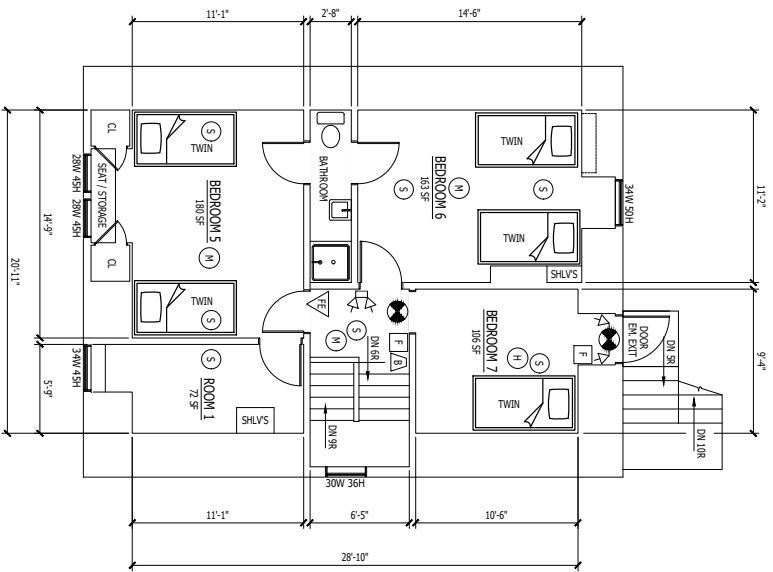 11'-1"
2'-8"
14'-6"
CL
TWIN
S
SEAT / STORAGE
28W 45H
28W 45H
CL
BEDROOM 5
180 SF
M
TWIN
S
BATHROOM
BEDROOM 6
163 SF
S
M
S
TWIN
TWIN
SHLV'S
34W 50H
11'-2"
14'-9"
20'-11"
5'-9"
34W 45H
S
ROOM 1
72 SF
SHLV'S
FE
M
S
F
B
DN 6R
DN 9R
30W 36H
BEDROOM 7
106 SF
H
S
TWIN
F
DOOR
EM. EXIT
DN 5R
DN 10R
9'-4"
11'-1"
6'-5"
10'-6"
28'-10"